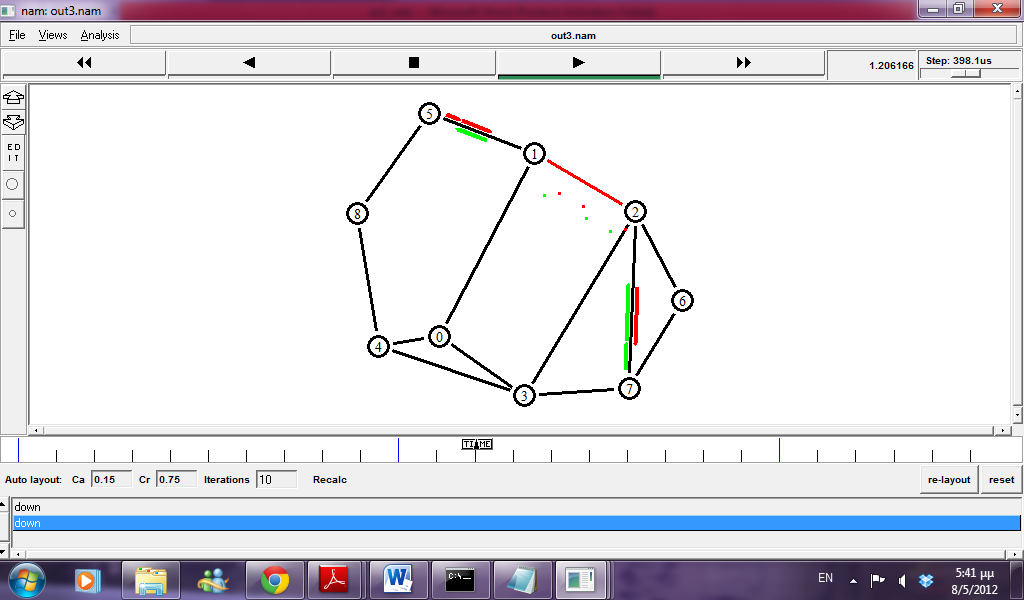 nam: out3.nam
File Views Analysis out3.nam
1.206166 Step: 398.1us
ED
IT
5
1
8
2
6
0
4
7
3
TIME
Auto layout: Ca 0.15 Cr 0.75 Iterations 10 Recalc re-layout reset
down
down
W
C:\
EN 5:41 μμ
8/5/2012